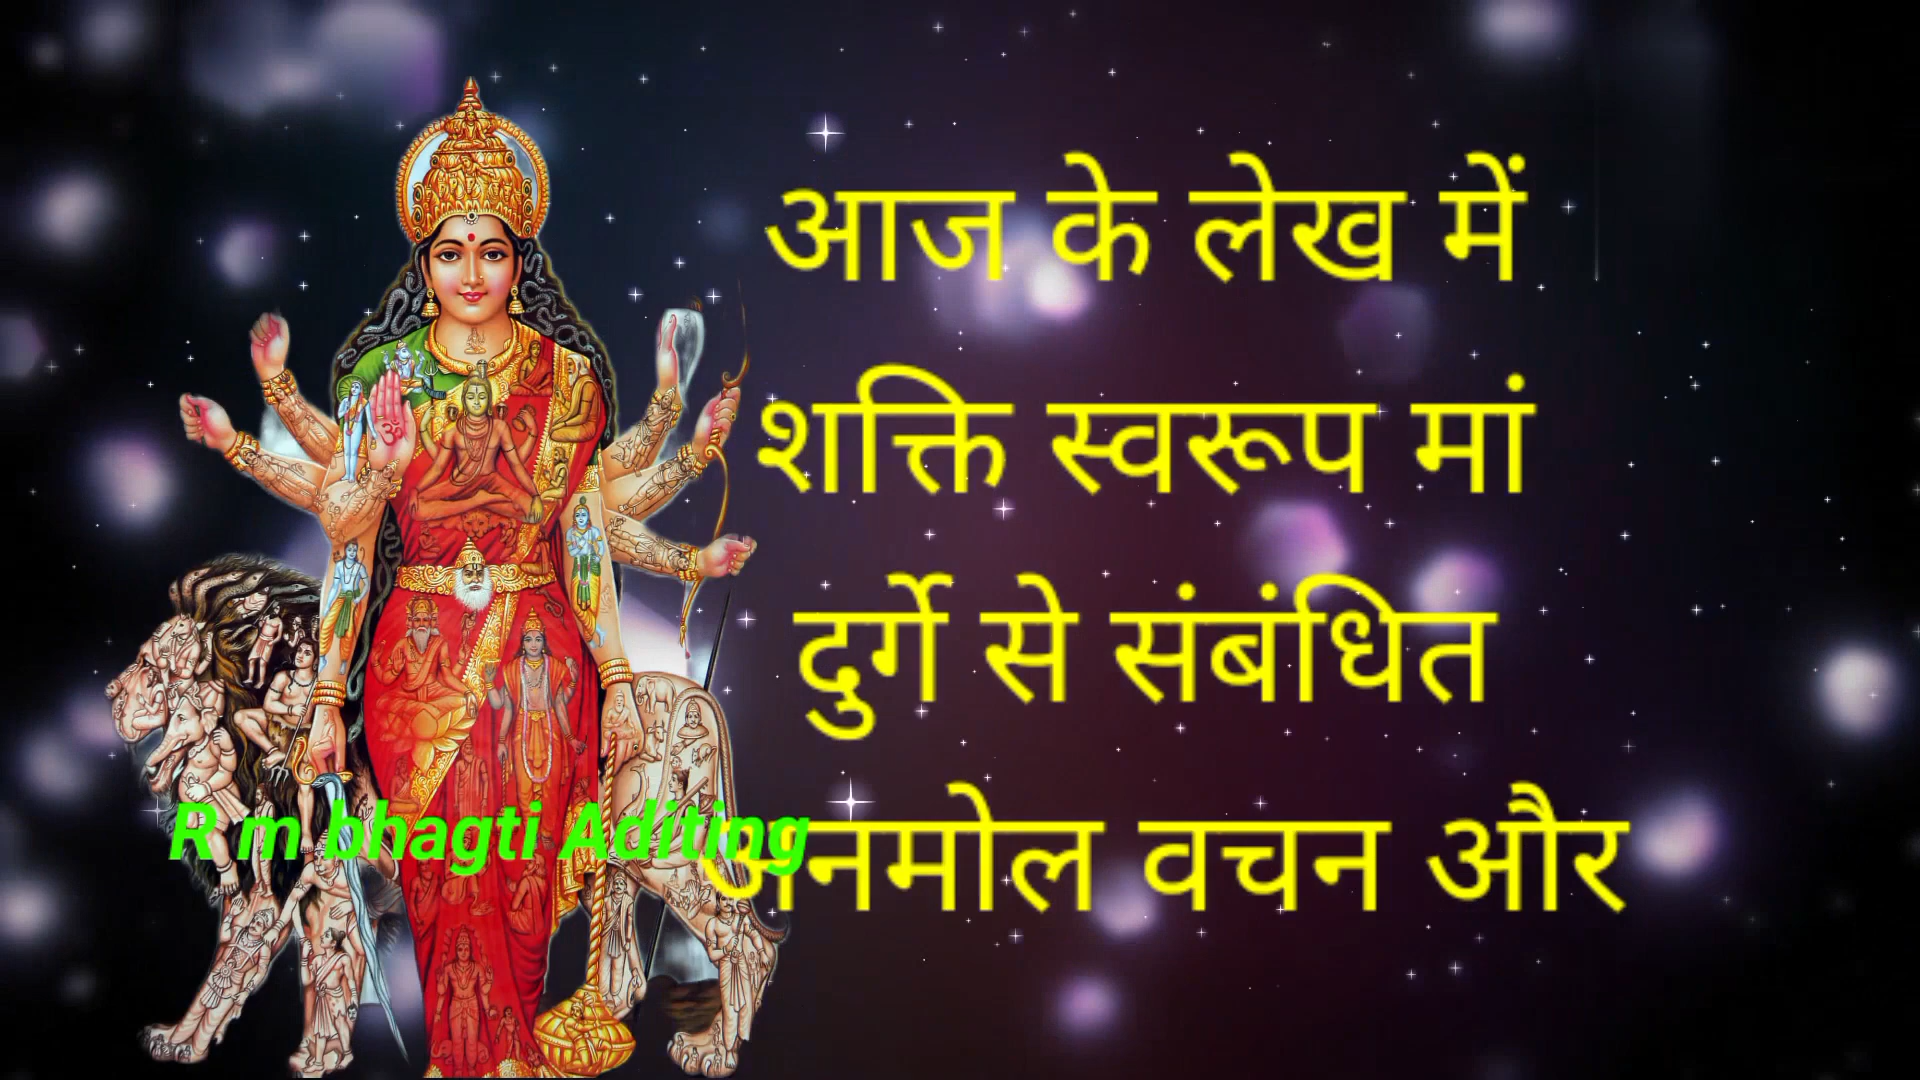 आज के लेख में
शक्ति स्वरूप मां
दुर्गे से संबंधित
अनमोल वचन और
R m bhagti Aditing